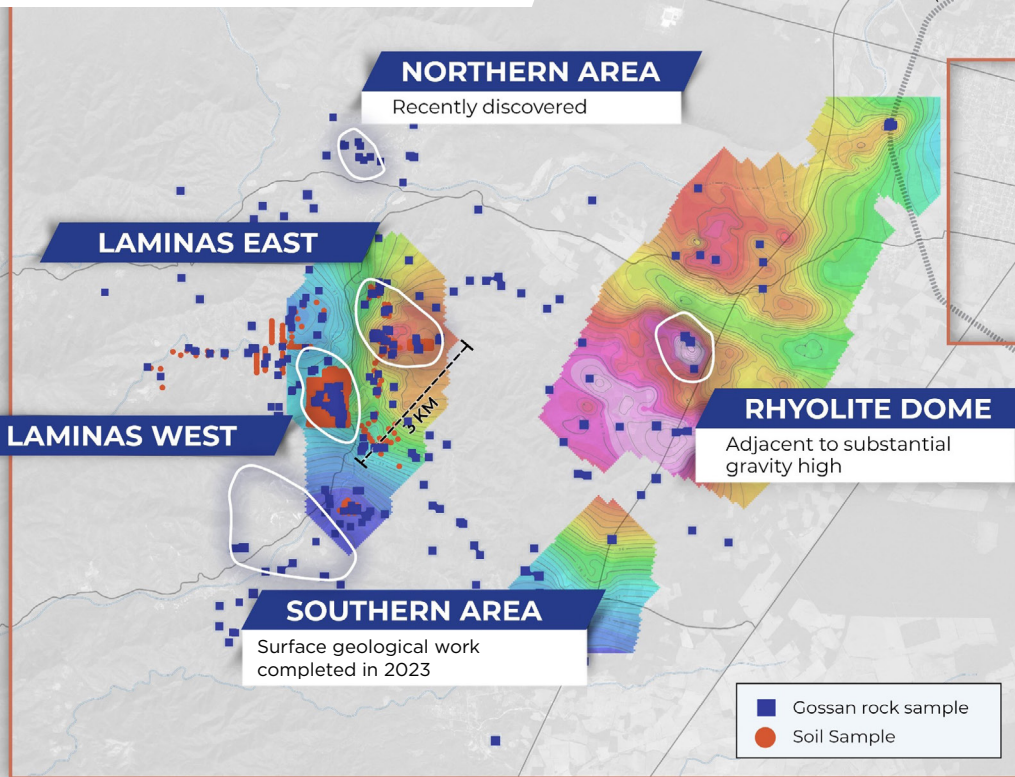 NORTHERN AREA
Recently discovered
LAMINAS EAST
3 KM
LAMINAS WEST
RHYOLITE DOME
Adjacent to substantial
gravity high
SOUTHERN AREA
Surface geological work
completed in 2023
Gossan rock sample
Soil Sample